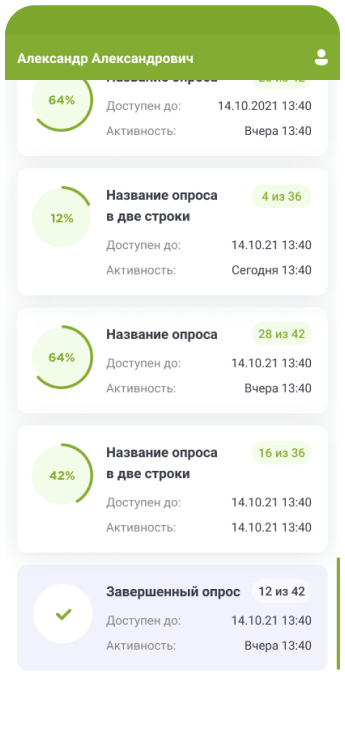 Александр Александрович
Название опроса 28 из 42
64%
Доступен до: 14.10.2021 13:40
Активность: Вчера 13:40
Название опроса 4 из 36
в две строки
12%
Доступен до: 14.10.21 13:40
Активность: Сегодня 13:40
Название опроса 28 из 42
64%
Доступен до: 14.10.21 13:40
Активность: Вчера 13:40
Название опроса 16 из 36
в две строки
42%
Доступен до: 14.10.21 13:40
Активность: 14.10.21 13:40
Завершенный опрос 12 из 42
Доступен до: 14.10.21 13:40
Активность: Вчера 13:40